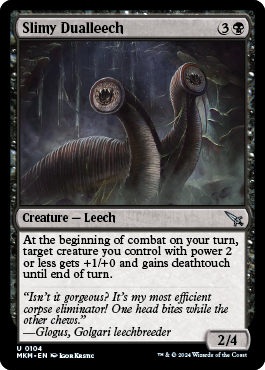 Slimy Dualleech 3
Creature — Leech
At the beginning of combat on your turn,
target creature you control with power 2
or less gets +1/+0 and gains deathtouch
until end of turn.
“Isn’t it gorgeous? It’s my most efficient
corpse eliminator! One head bites while the
other chews.”
—Glogus, Golgari leechbreeder
2/4
U 0104
MKM • EN Igor Krstic ™ & © 2024 Wizards of the Coast